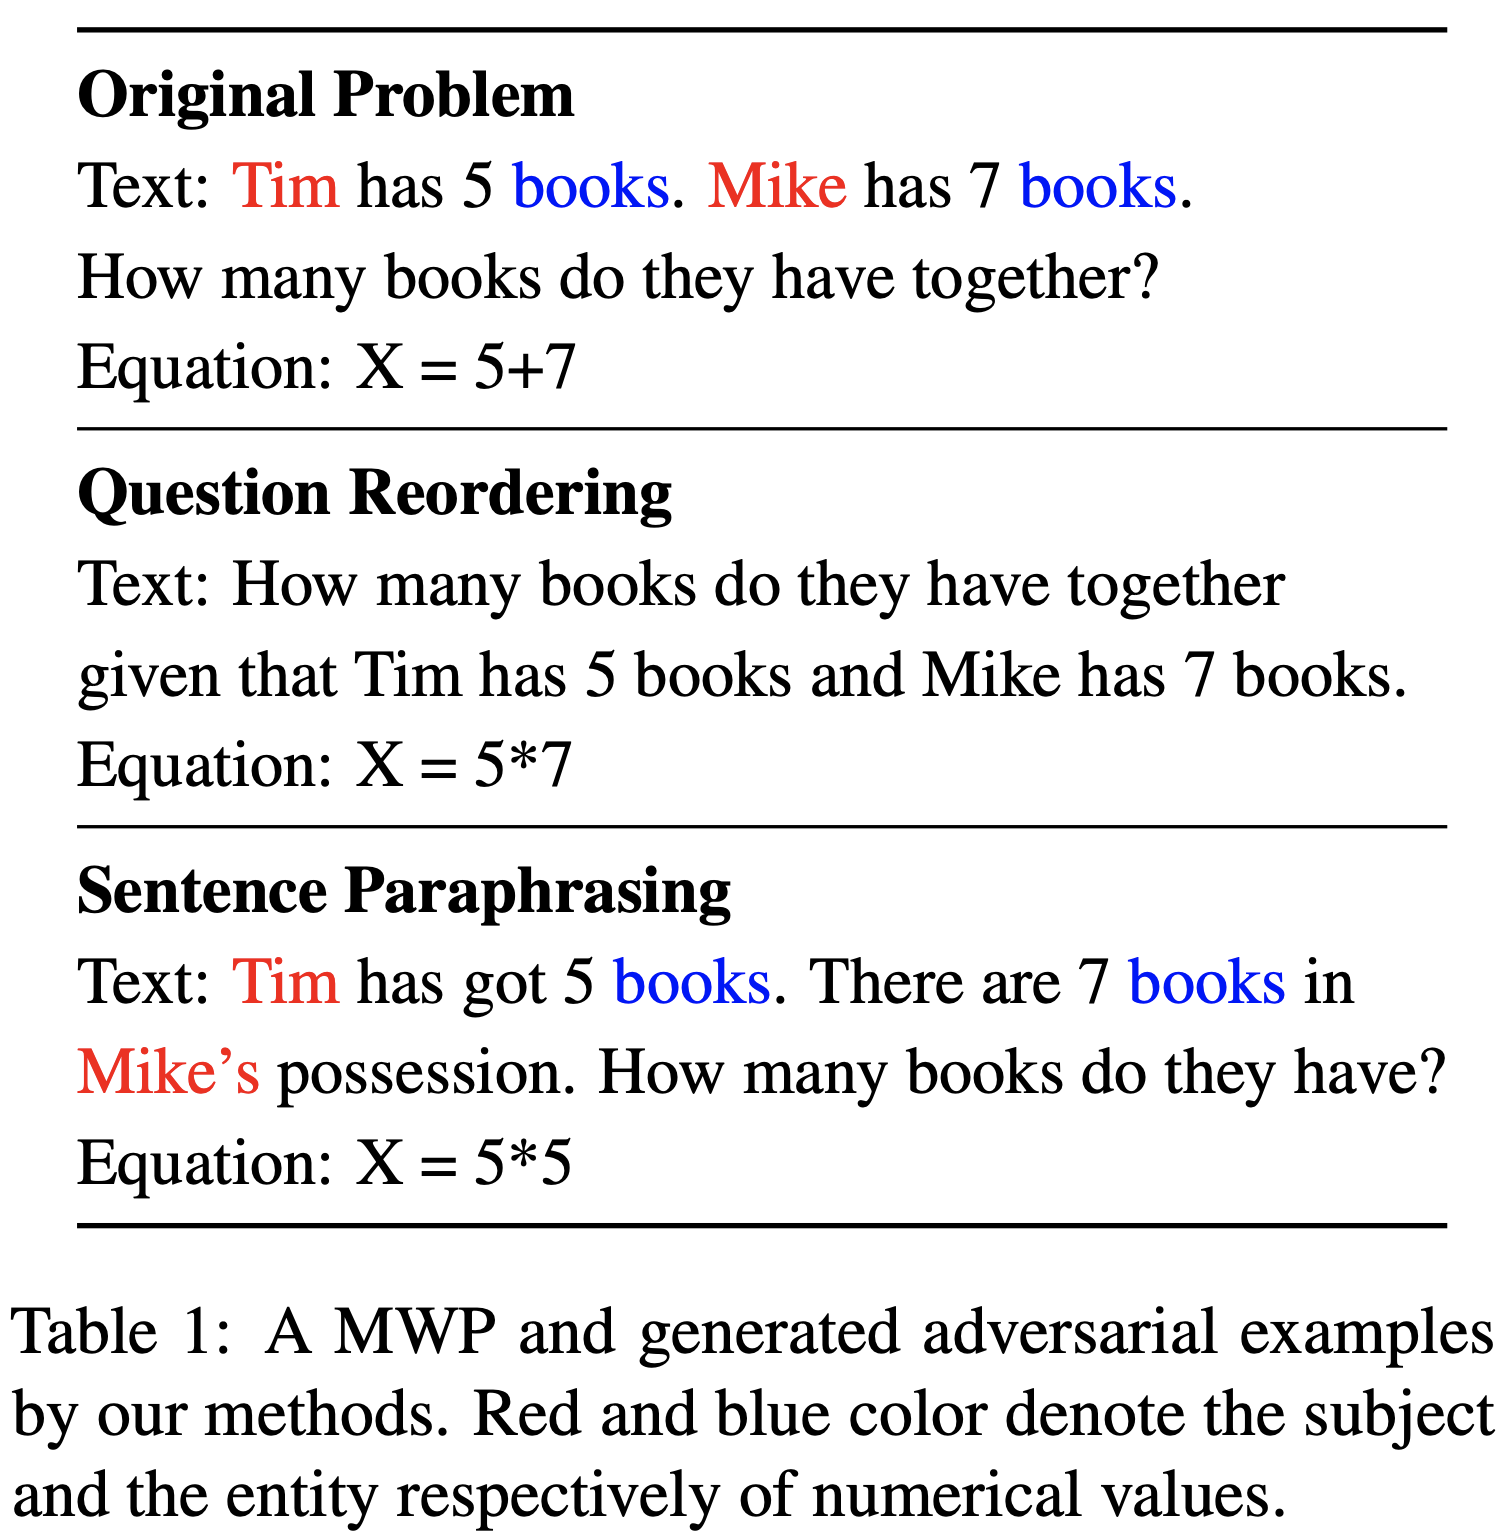 Original Problem
Text: Tim has 5 books. Mike has 7 books.
How many books do they have together?
Equation: X = 5+7
Question Reordering
Text: How many books do they have together
given that Tim has 5 books and Mike has 7 books.
Equation: X = 5*7
Sentence Paraphrasing
Text: Tim has got 5 books. There are 7 books in
Mike’s possession. How many books do they have?
Equation: X = 5*5
Table 1: A MWP and generated adversarial examples
by our methods. Red and blue color denote the subject
and the entity respectively of numerical values.